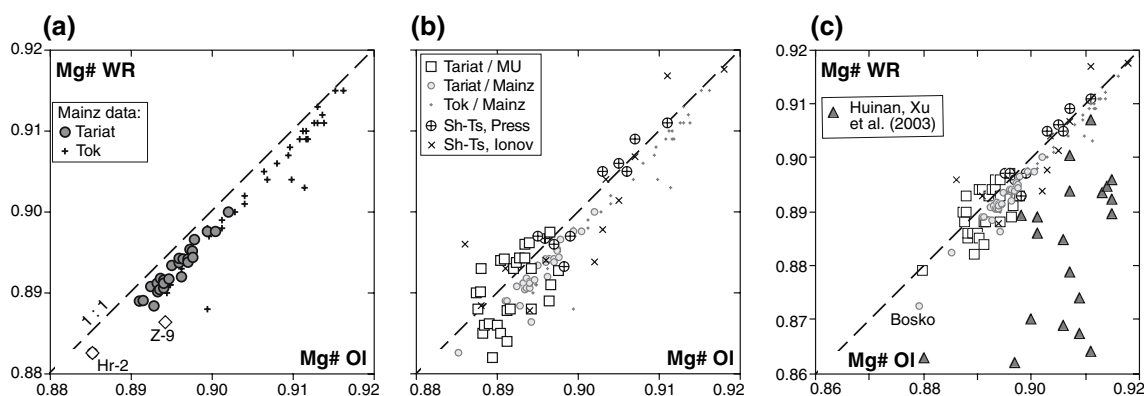 (a)
0.92
Mg# WR
Mainz data:
Tariat
Tok
0.91
0.90
0.89
1 : 1
Z-9
Hr-2
Mg# Ol
0.88
0.88 0.89 0.90 0.91 0.92
(b)
Tariat / MU
Tariat / Mainz
Tok / Mainz
Sh-Ts, Press
Sh-Ts, Ionov
0.88 0.89 0.90 0.91 0.92
(c)
0.92
Mg# WR
Huinan, Xu
et al. (2003)
0.91
0.90
0.89
0.88
0.87
Bosko
Mg# Ol
0.86
0.86 0.88 0.90 0.92